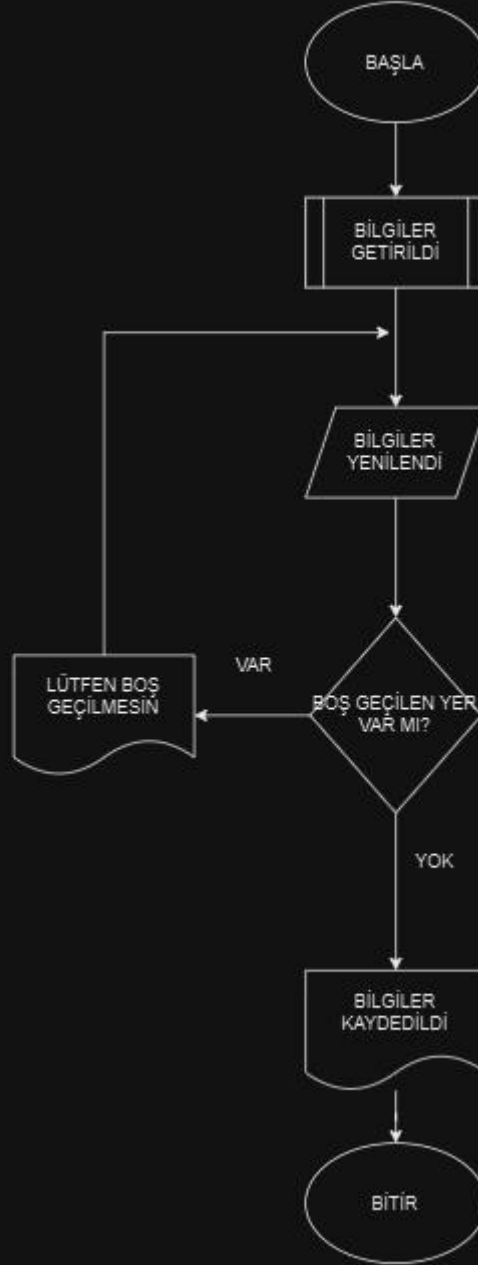 BAŞLA
BİLGİLER
GETİRİLDİ
BİLGİLER
YENİLENDİ
VAR
LÜTFEN BOŞ
GEÇİLMESİN
BOŞ GEÇİLEN YER
VAR MI?
YOK
BİLGİLER
KAYDEDİLDİ
BİTİR